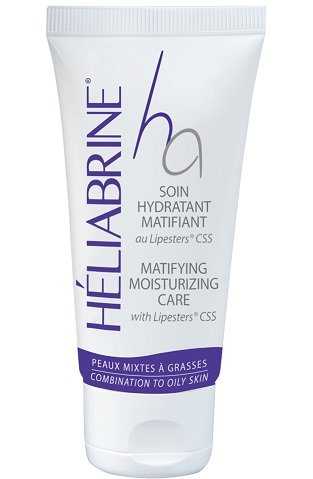 HÉLIABRINE®
ha
SOIN
HYDRATANT
MATIFIANT
au Lipesters® CSS
MATIFYING
MOISTURIZING
CARE
with Lipesters® CSS
PEAUX MIXTES À GRASSES
COMBINATION TO OILY SKIN